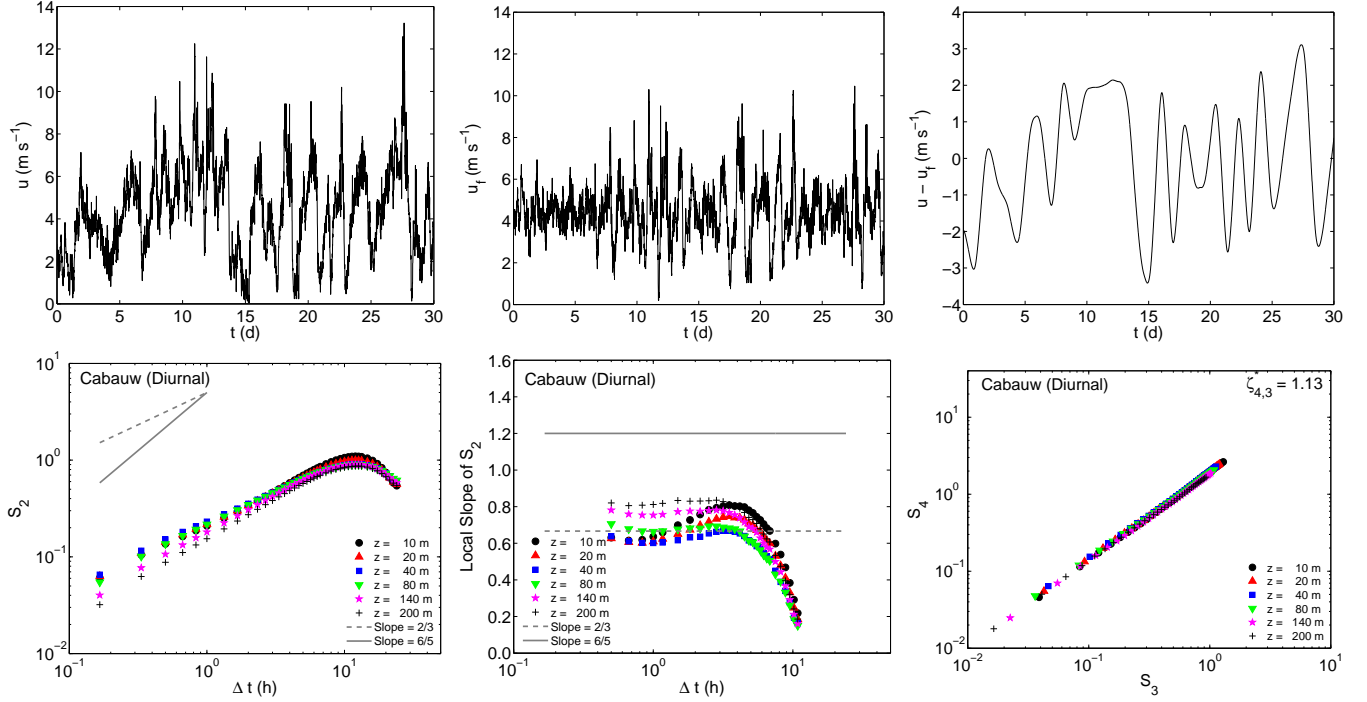 14
12
10
8
6
4
2
0
u (m s⁻¹)
0 5 10 15 20 25 30
t (d)
14
12
10
8
6
4
2
0
u_f (m s⁻¹)
0 5 10 15 20 25 30
t (d)
4
3
2
1
0
−1
−2
−3
−4
u − u_f (m s⁻¹)
0 5 10 15 20 25 30
t (d)
Cabauw (Diurnal)
10¹
10⁰
10⁻¹
10⁻²
S₂
z = 10 m
z = 20 m
z = 40 m
z = 80 m
z = 140 m
z = 200 m
Slope = 2/3
Slope = 6/5
10⁻¹ 10⁰ 10¹
Δ t (h)
Cabauw (Diurnal)
1.6
1.4
1.2
1.0
0.8
0.6
0.4
0.2
0.0
Local Slope of S₂
z = 10 m
z = 20 m
z = 40 m
z = 80 m
z = 140 m
z = 200 m
Slope = 2/3
Slope = 6/5
10⁻¹ 10⁰ 10¹
Δ t (h)
Cabauw (Diurnal)
ζ*₄,₃ = 1.13
10¹
10⁰
10⁻¹
10⁻²
S₄
z = 10 m
z = 20 m
z = 40 m
z = 80 m
z = 140 m
z = 200 m
10⁻² 10⁻¹ 10⁰ 10¹
S₃